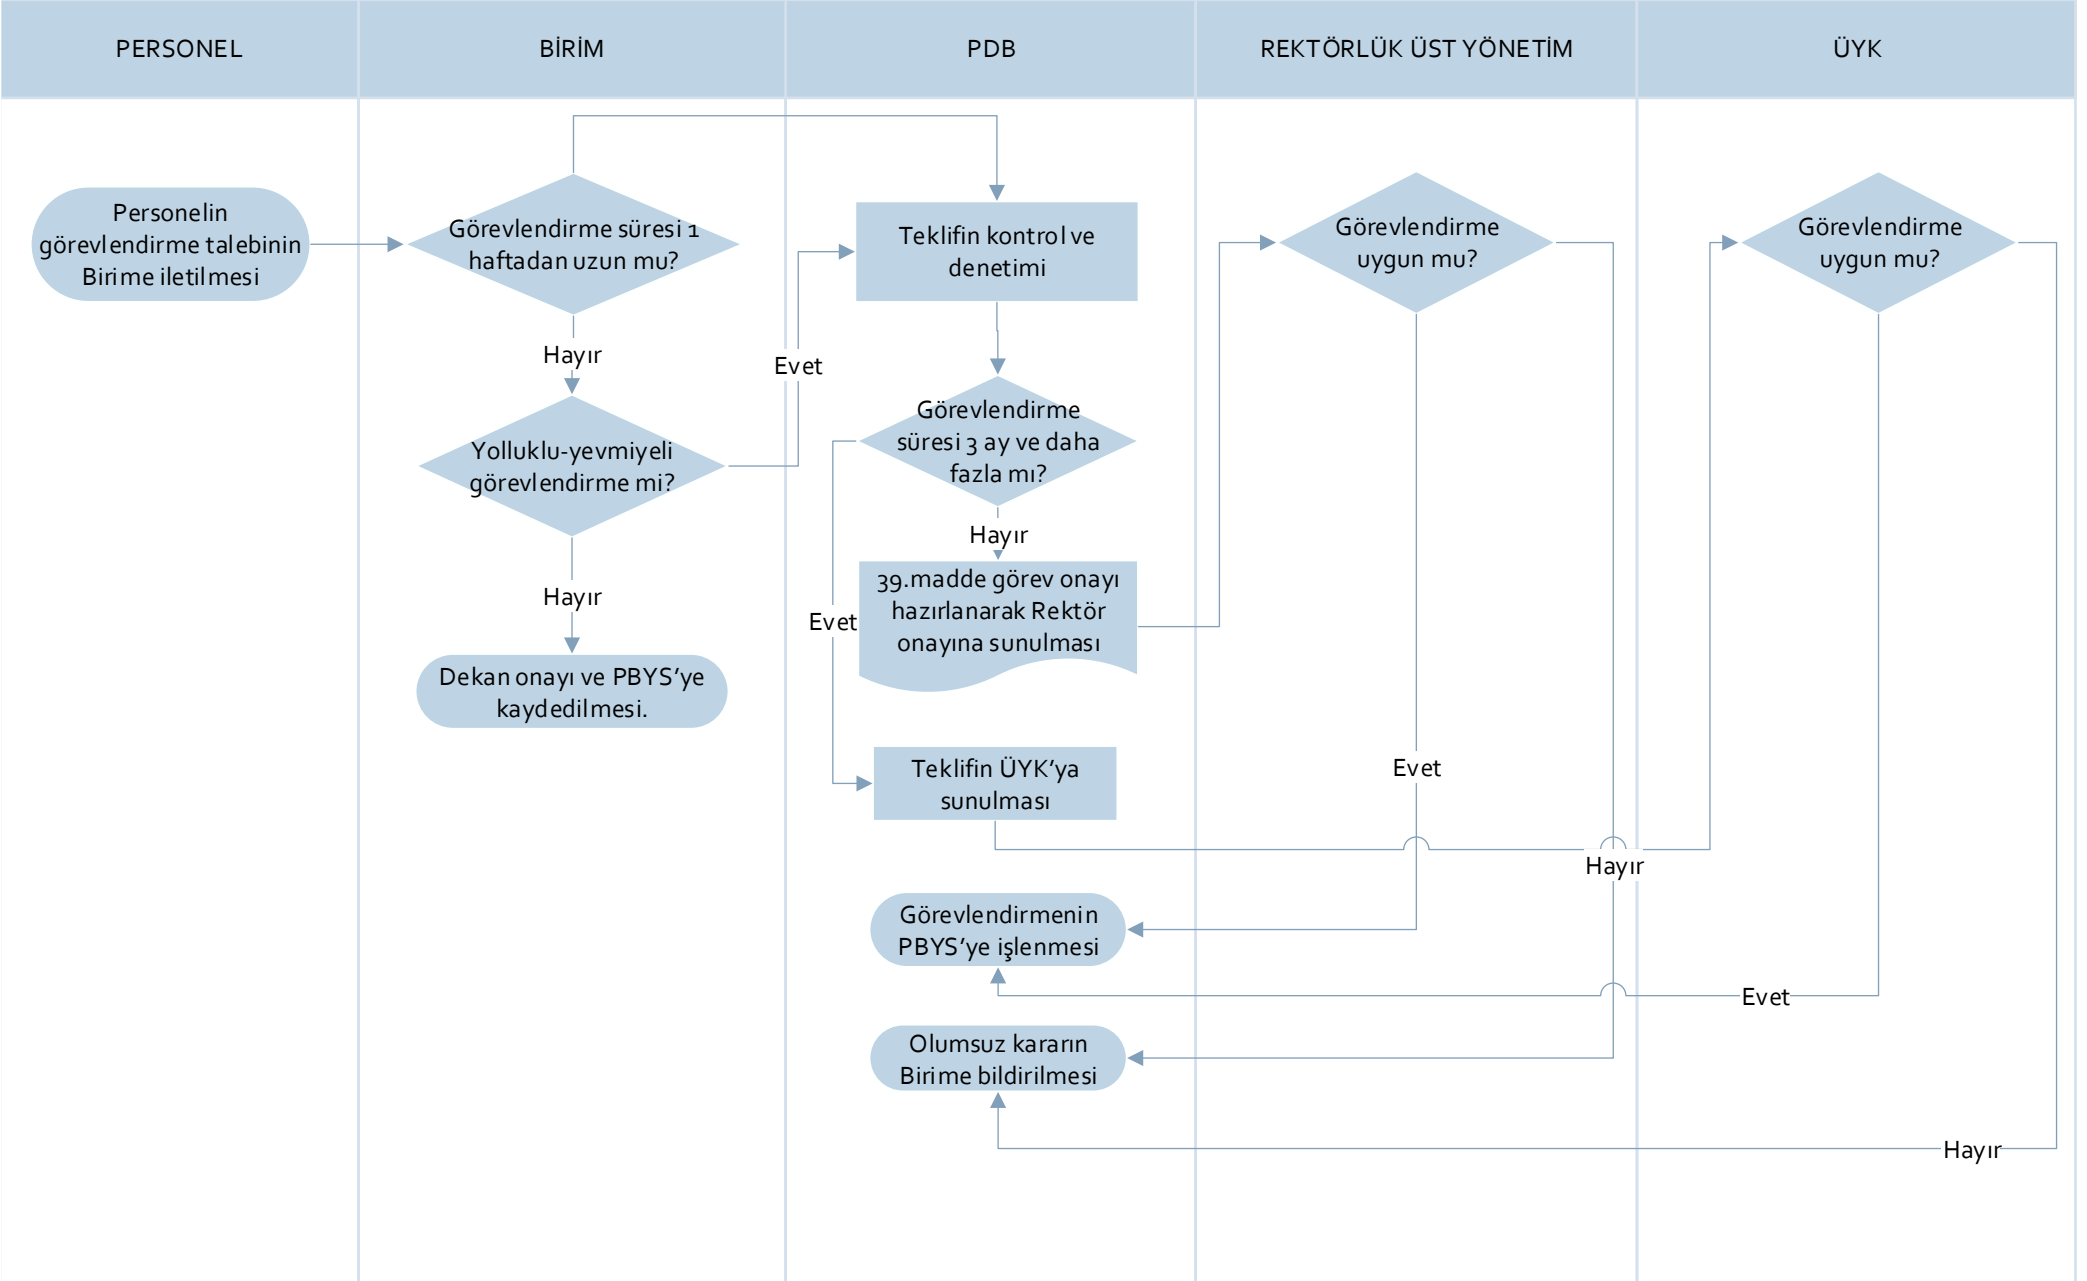 PERSONEL
BİRİM
PDB
REKTÖRLÜK ÜST YÖNETİM
ÜYK
Personelin
görevlendirme talebinin
Birime iletilmesi
Görevlendirme süresi 1
haftadan uzun mu?
Hayır
Yolluklu-yevmiyeli
görevlendirme mi?
Evet
Hayır
Dekan onayı ve PBYS’ye
kaydedilmesi.
Teklifin kontrol ve
denetimi
Görevlendirme
süresi 3 ay ve daha
fazla mı?
Hayır
Evet
39.madde görev onayı
hazırlanarak Rektör
onayına sunulması
Teklifin ÜYK’ya
sunulması
Görevlendirmenin
PBYS’ye işlenmesi
Olumsuz kararın
Birime bildirilmesi
Görevlendirme
uygun mu?
Evet
Hayır
Görevlendirme
uygun mu?
Evet
Hayır